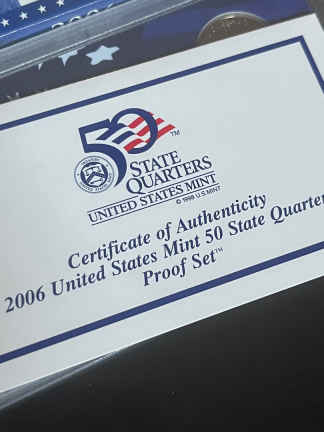 50
STATE
QUARTERS
UNITED STATES MINT
© 1998 U.S. MINT
Certificate of Authenticity
2006 United States Mint 50 State Quarter
Proof Set™